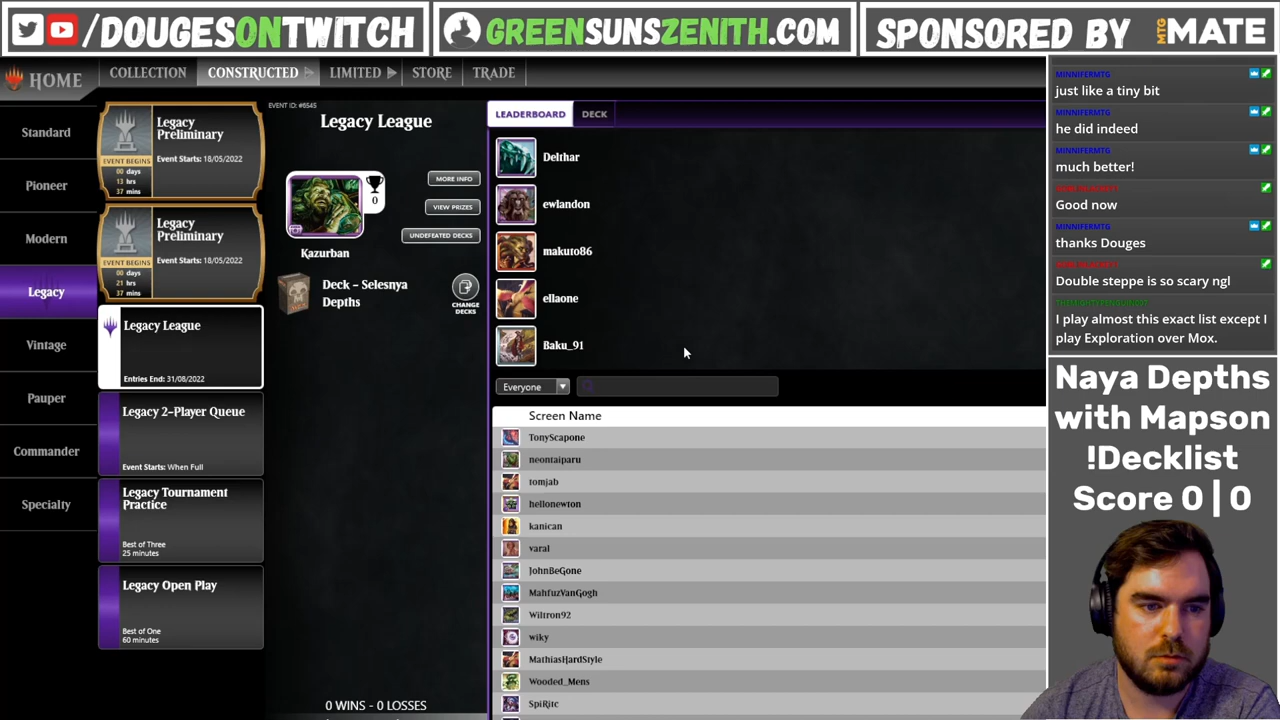 /DOUGESONTWITCH
GREENSUNSZENITH.COM
SPONSORED BY MTG MATE
HOME
COLLECTION
CONSTRUCTED
LIMITED
STORE
TRADE
Standard
Pioneer
Modern
Legacy
Vintage
Pauper
Commander
Specialty
Legacy
Preliminary
Event Starts: 18/05/2022
EVENT BEGINS
00 days
13 hrs
37 mins
Legacy
Preliminary
Event Starts: 18/05/2022
EVENT BEGINS
00 days
21 hrs
37 mins
Legacy League
Entries End: 31/08/2022
Legacy 2-Player Queue
Event Starts: When Full
Legacy Tournament
Practice
Best of Three
25 minutes
Legacy Open Play
Best of One
60 minutes
EVENT ID: #6545
Legacy League
0
MORE INFO
VIEW PRIZES
UNDEFEATED DECKS
Kazurban
Deck - Selesnya
Depths
CHANGE
DECKS
0 WINS - 0 LOSSES
LEADERBOARD
DECK
Delthar
ewlandon
makuto86
ellaone
Baku_91
Everyone
Screen Name
TonyScapone
neontaiparu
tomjab
hellonewton
kanican
varal
JohnBeGone
MahfuzVanGogh
Wiltron92
wiky
MathiasHardStyle
Wooded_Mens
SpiRitc
MINNIFERMTG
just like a tiny bit
MINNIFERMTG
he did indeed
MINNIFERMTG
much better!
Good now
MINNIFERMTG
thanks Douges
Double steppe is so scary ngl
I play almost this exact list except I
play Exploration over Mox.
Naya Depths
with Mapson
!Decklist
Score 0 | 0